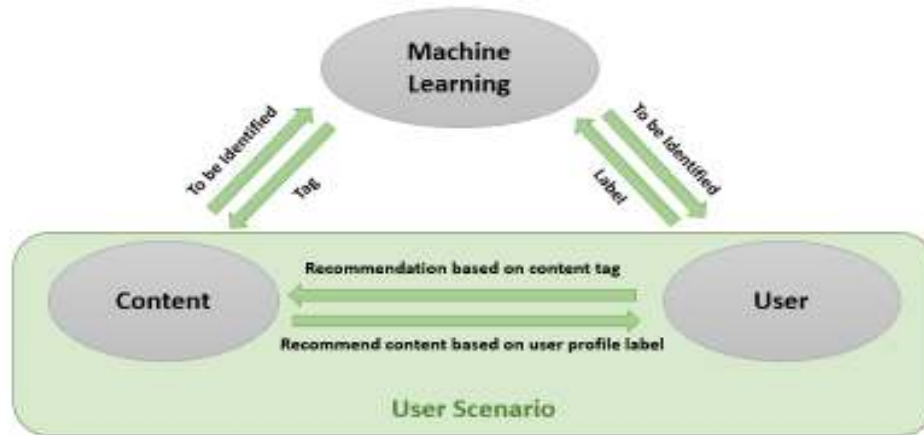 Machine
Learning
To be Identified
Tag
To be Identified
Label
Recommendation based on content tag
Content
User
Recommend content based on user profile label
User Scenario